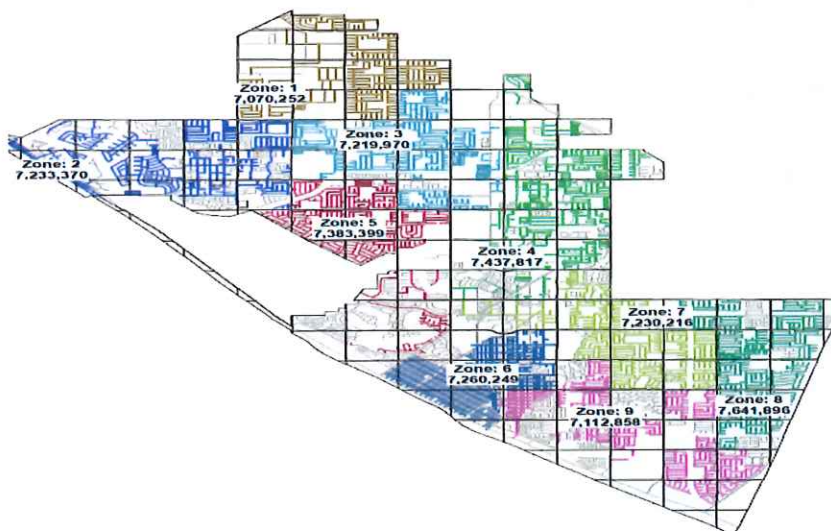 Zone: 1
7,070,252
Zone: 3
7,219,970
Zone: 2
7,233,370
Zone: 5
7,383,399
Zone: 4
7,437,817
Zone: 7
7,230,216
Zone: 6
7,260,249
Zone: 8
7,641,896
Zone: 9
7,112,858